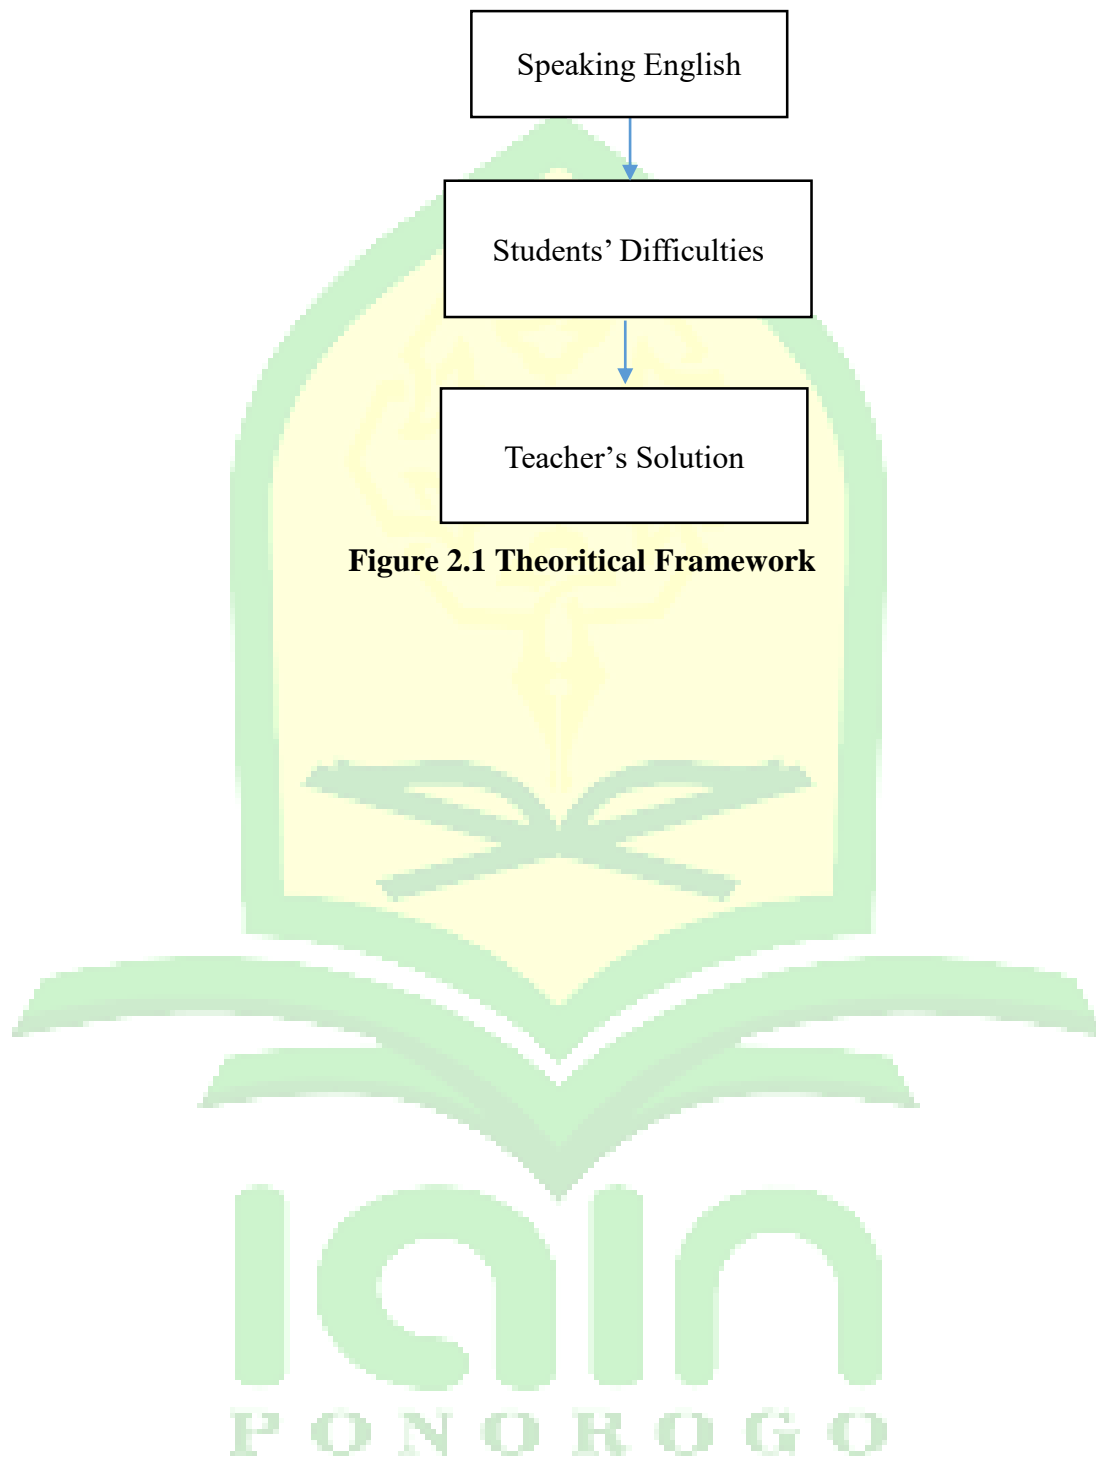 Speaking English
Students’ Difficulties
Teacher’s Solution
Figure 2.1 Theoritical Framework
iain
PONOROGO